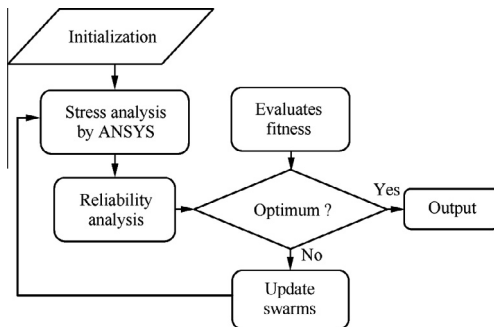 Initialization
Stress analysis
by ANSYS
Evaluates
fitness
Reliability
analysis
Optimum ?
Yes
Output
No
Update
swarms